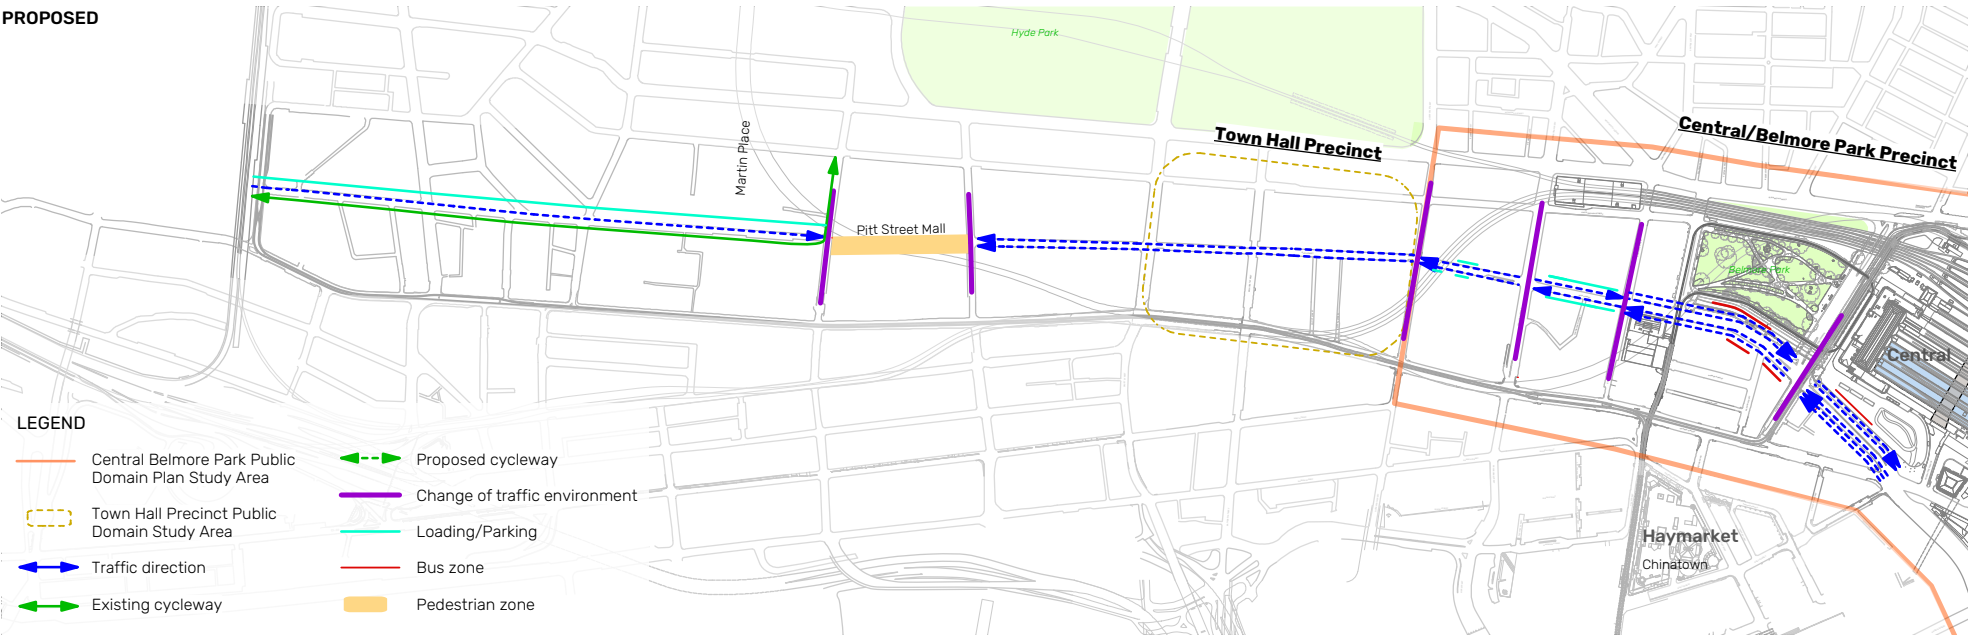 PROPOSED
Hyde Park
Martin Place
Town Hall Precinct
Central/Belmore Park Precinct
Pitt Street Mall
Belmore Park
Central
Haymarket
Chinatown
LEGEND
Central Belmore Park Public
Domain Plan Study Area
Town Hall Precinct Public
Domain Study Area
Traffic direction
Existing cycleway
Proposed cycleway
Change of traffic environment
Loading/Parking
Bus zone
Pedestrian zone